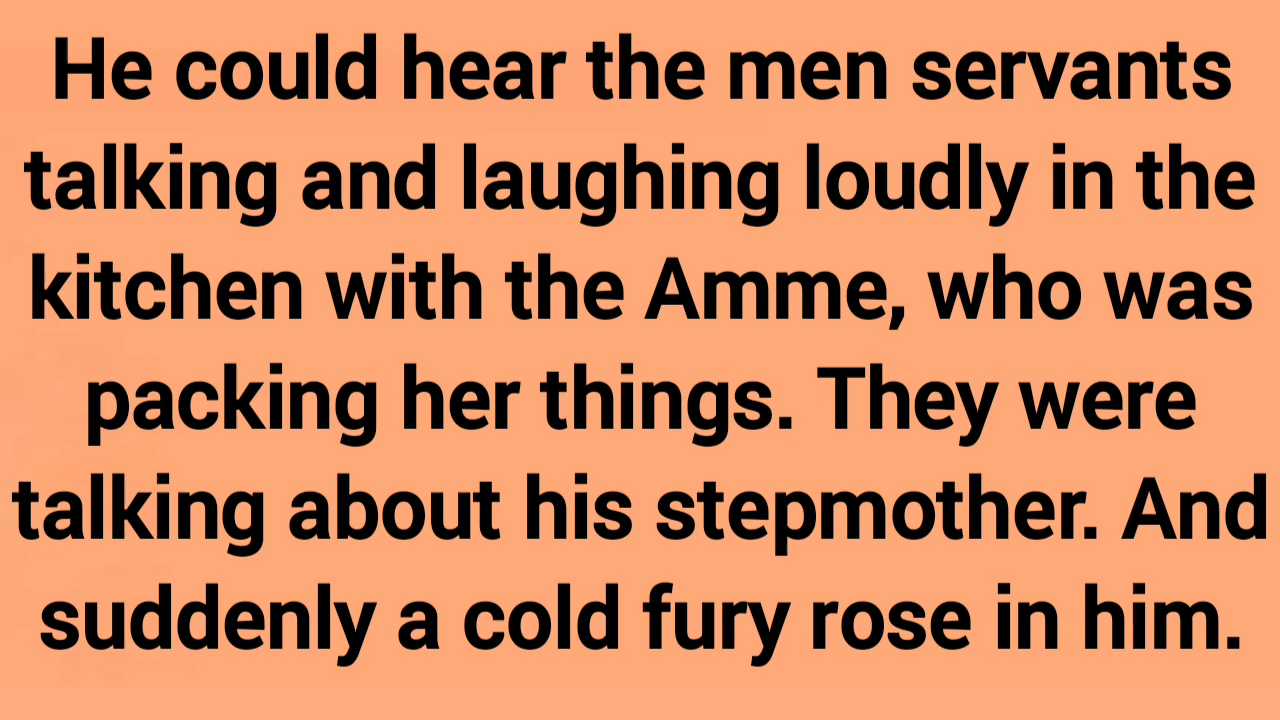 He could hear the men servants
talking and laughing loudly in the
kitchen with the Amme, who was
packing her things. They were
talking about his stepmother. And
suddenly a cold fury rose in him.